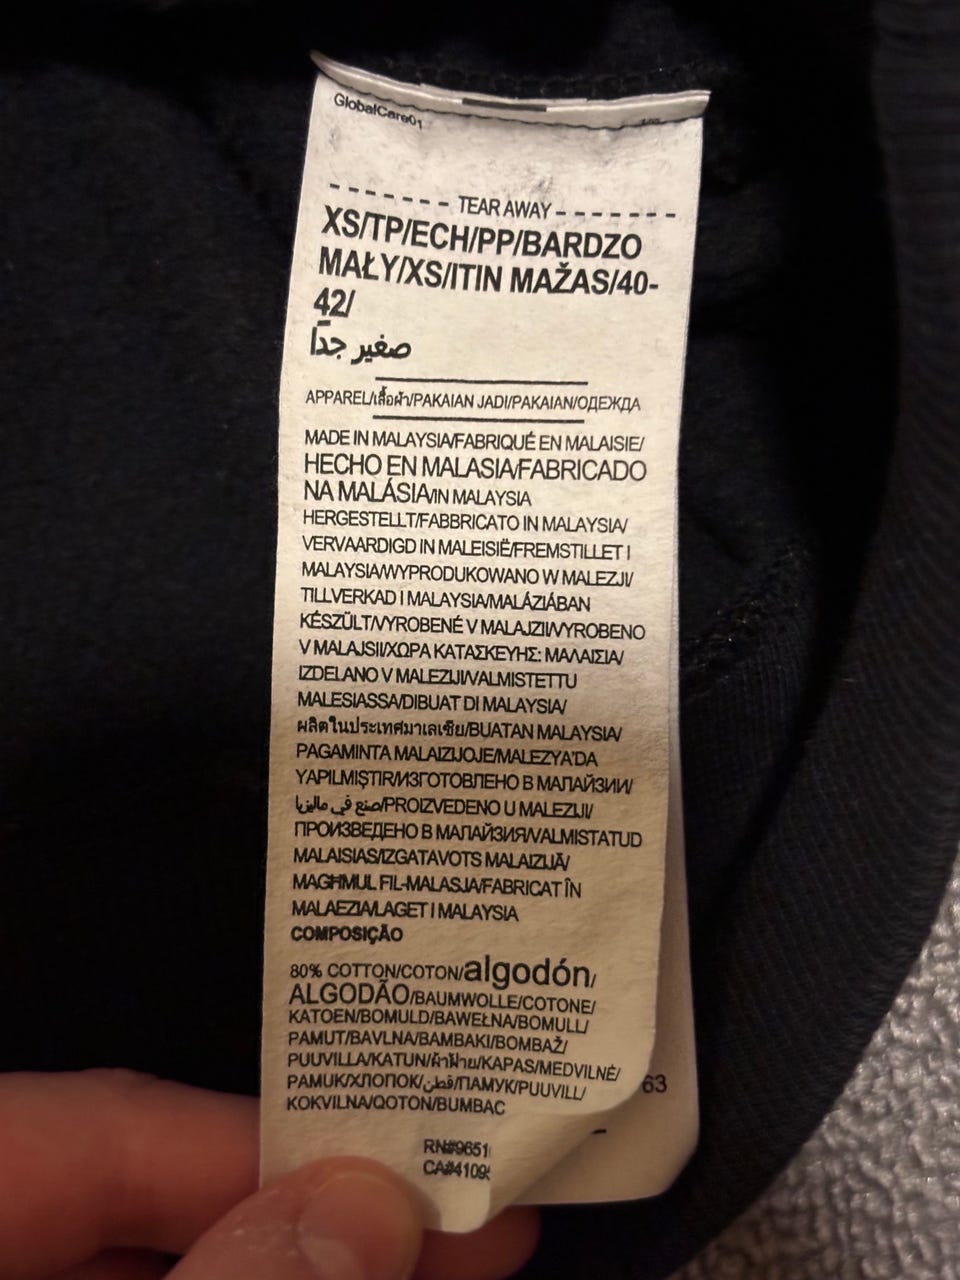 GlobalCare01
TEAR AWAY
XS/TP/ECH/PP/BARDZO
MAŁY/XS/ITIN MAŽAS/40-
42/
صغير جدًا
APPAREL/เสื้อผ้า/PAKAIAN JADI/PAKAIAN/ОДЕЖДА
MADE IN MALAYSIA/FABRIQUÉ EN MALAISIE/
HECHO EN MALASIA/FABRICADO
NA MALÁSIA/IN MALAYSIA
HERGESTELLT/FABBRICATO IN MALAYSIA/
VERVAARDIGD IN MALEISIË/FREMSTILLET I
MALAYSIA/WYPRODUKOWANO W MALEZJI/
TILLVERKAD I MALAYSIA/MALÁZIÁBAN
KÉSZÜLT/VYROBENÉ V MALAJZII/VYROBENO
V MALAJSII/ΧΩΡΑ ΚΑΤΑΣΚΕΥΗΣ: ΜΑΛΑΙΣΙΑ/
IZDELANO V MALEZIJI/VALMISTETTU
MALESIASSA/DIBUAT DI MALAYSIA/
ผลิตในประเทศมาเลเซีย/BUATAN MALAYSIA/
PAGAMINTA MALAIZIJOJE/MALEZYA'DA
YAPILMIŞTIR/ИЗГОТОВЛЕНО В МАЛАЙЗИИ/
صنع في ماليزيا/PROIZVEDENO U MALEZIJI/
ПРОИЗВЕДЕНО В МАЛАЙЗИЯ/VALMISTATUD
MALAISIAS/IZGATAVOTS MALAIZIJĀ/
MAGĦMUL FIL-MALASJA/FABRICAT ÎN
MALAEZIA/LAGET I MALAYSIA
COMPOSIÇÃO
80% COTTON/COTON/algodón/
ALGODÃO/BAUMWOLLE/COTONE/
KATOEN/BOMULD/BAWEŁNA/BOMULL/
PAMUT/BAVLNA/BAMBAKI/BOMBAŽ/
PUUVILLA/KATUN/ผ้าฝ้าย/KAPAS/MEDVILNĖ/
PAMUK/ХЛОПОК/قطن/ПАМУК/PUUVILL/
KOKVILNA/QOTON/BUMBAC
63
RN#9651
CA#4109